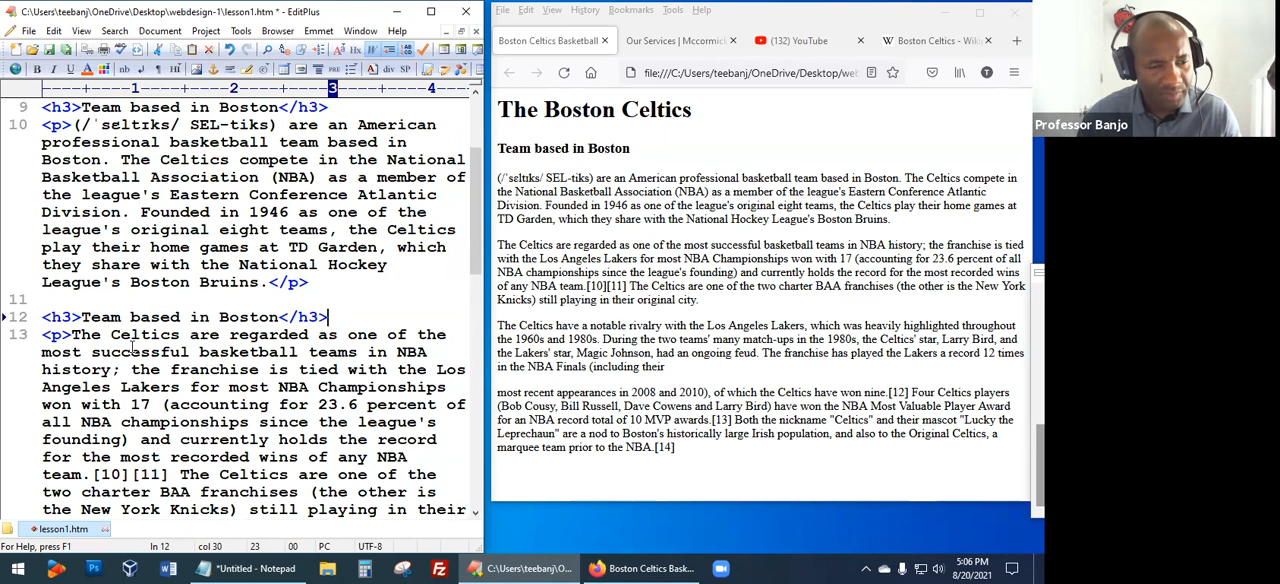 C:\Users\teebanj\OneDrive\Desktop\webdesign-1\lesson1.htm * - EditPlus
File Edit View Search Document Project Tools Browser Emmet Window Help
----+----1----+----2----+----3----+----4----
9 <h3>Team based in Boston</h3>
10 <p>(/ˈsɛltɪks/ SEL-tiks) are an American
professional basketball team based in
Boston. The Celtics compete in the National
Basketball Association (NBA) as a member of
the league's Eastern Conference Atlantic
Division. Founded in 1946 as one of the
league's original eight teams, the Celtics
play their home games at TD Garden, which
they share with the National Hockey
League's Boston Bruins.</p>
11
12 <h3>Team based in Boston</h3>
13 <p>The Celtics are regarded as one of the
most successful basketball teams in NBA
history; the franchise is tied with the Los
Angeles Lakers for most NBA Championships
won with 17 (accounting for 23.6 percent of
all NBA championships since the league's
founding) and currently holds the record
for the most recorded wins of any NBA
team.[10][11] The Celtics are one of the
two charter BAA franchises (the other is
the New York Knicks) still playing in their
lesson1.htm
For Help, press F1 ln 12 col 30 23 00 PC UTF-8
File Edit View History Bookmarks Tools Help
Boston Celtics Basketball Our Services | Mccormick (132) YouTube Boston Celtics - Wiki
file:///C:/Users/teebanj/OneDrive/Desktop/web
The Boston Celtics
Team based in Boston
(/ˈsɛltɪks/ SEL-tiks) are an American professional basketball team based in Boston. The Celtics compete in
the National Basketball Association (NBA) as a member of the league's Eastern Conference Atlantic
Division. Founded in 1946 as one of the league's original eight teams, the Celtics play their home games at
TD Garden, which they share with the National Hockey League's Boston Bruins.
The Celtics are regarded as one of the most successful basketball teams in NBA history; the franchise is tied
with the Los Angeles Lakers for most NBA Championships won with 17 (accounting for 23.6 percent of all
NBA championships since the league's founding) and currently holds the record for the most recorded wins
of any NBA team.[10][11] The Celtics are one of the two charter BAA franchises (the other is the New York
Knicks) still playing in their original city.
The Celtics have a notable rivalry with the Los Angeles Lakers, which was heavily highlighted throughout
the 1960s and 1980s. During the two teams' many match-ups in the 1980s, the Celtics' star, Larry Bird, and
the Lakers' star, Magic Johnson, had an ongoing feud. The franchise has played the Lakers a record 12 times
in the NBA Finals (including their
most recent appearances in 2008 and 2010), of which the Celtics have won nine.[12] Four Celtics players
(Bob Cousy, Bill Russell, Dave Cowens and Larry Bird) have won the NBA Most Valuable Player Award
for an NBA record total of 10 MVP awards.[13] Both the nickname "Celtics" and their mascot "Lucky the
Leprechaun" are a nod to Boston's historically large Irish population, and also to the Original Celtics, a
marquee team prior to the NBA.[14]
Professor Banjo
*Untitled - Notepad C:\Users\teebanj\O... Boston Celtics Bask...
5:06 PM
8/20/2021